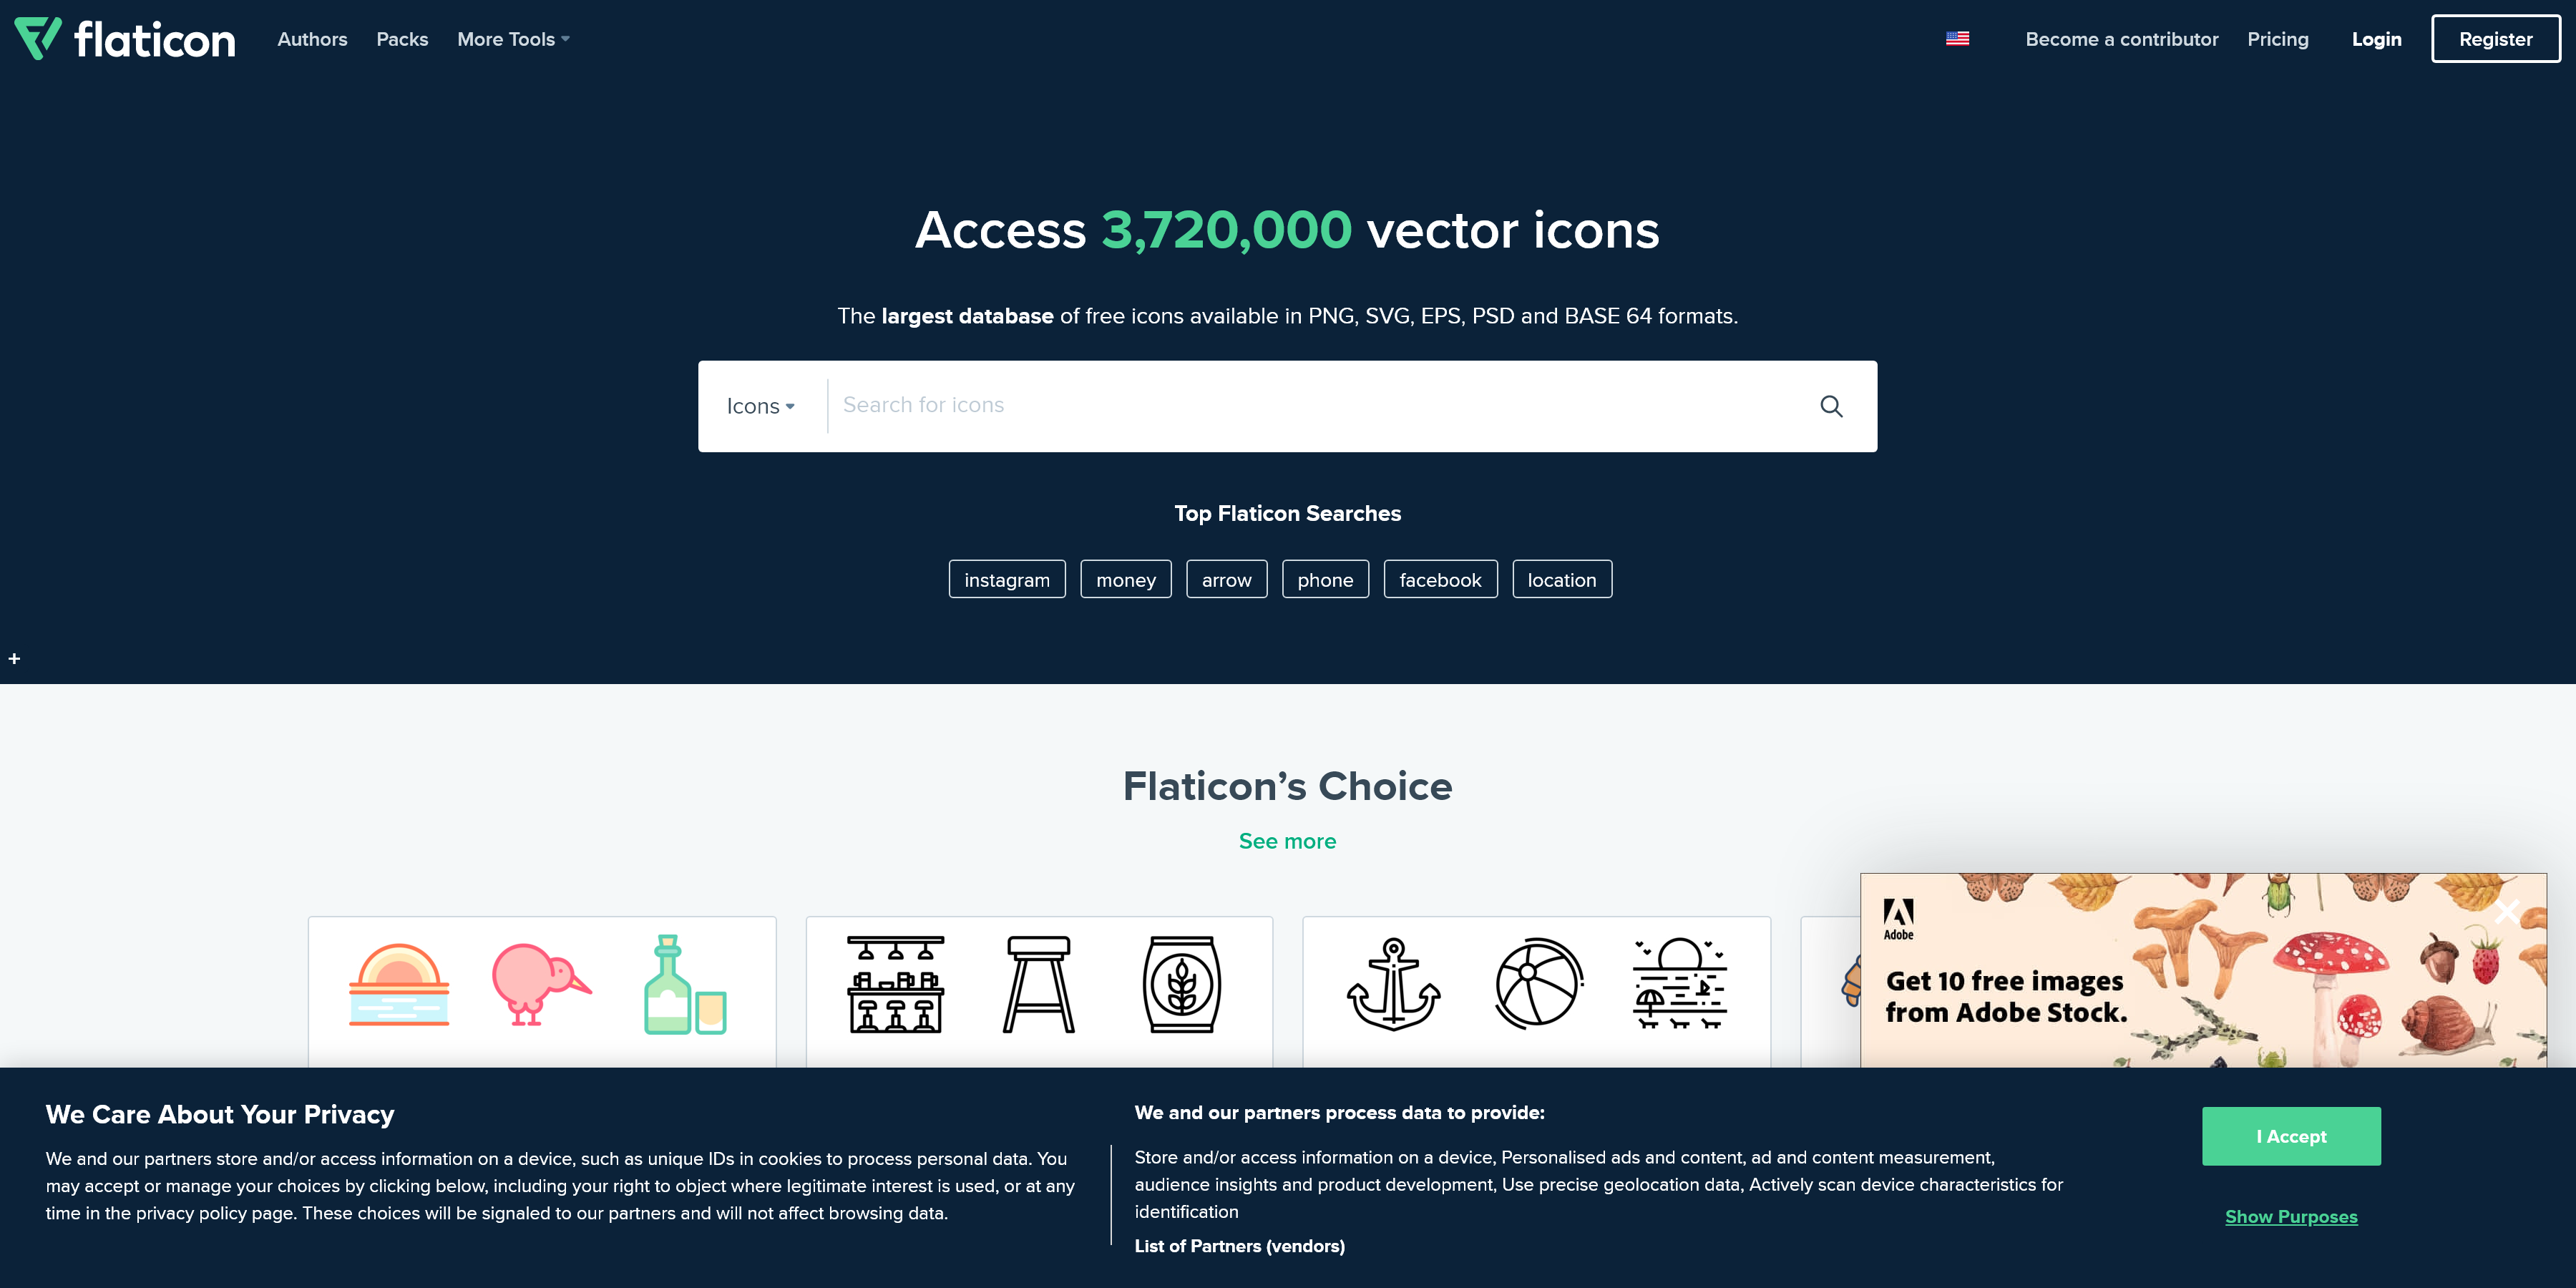 flaticon
Authors
Packs
More Tools
Become a contributor
Pricing
Login
Register
Access 3,720,000 vector icons
The largest database of free icons available in PNG, SVG, EPS, PSD and BASE 64 formats.
Icons
Search for icons
Top Flaticon Searches
instagram
money
arrow
phone
facebook
location
+
Flaticon’s Choice
See more
Adobe
Get 10 free images
from Adobe Stock.
We Care About Your Privacy
We and our partners store and/or access information on a device, such as unique IDs in cookies to process personal data. You
may accept or manage your choices by clicking below, including your right to object where legitimate interest is used, or at any
time in the privacy policy page. These choices will be signaled to our partners and will not affect browsing data.
We and our partners process data to provide:
Store and/or access information on a device, Personalised ads and content, ad and content measurement,
audience insights and product development, Use precise geolocation data, Actively scan device characteristics for
identification
List of Partners (vendors)
I Accept
Show Purposes